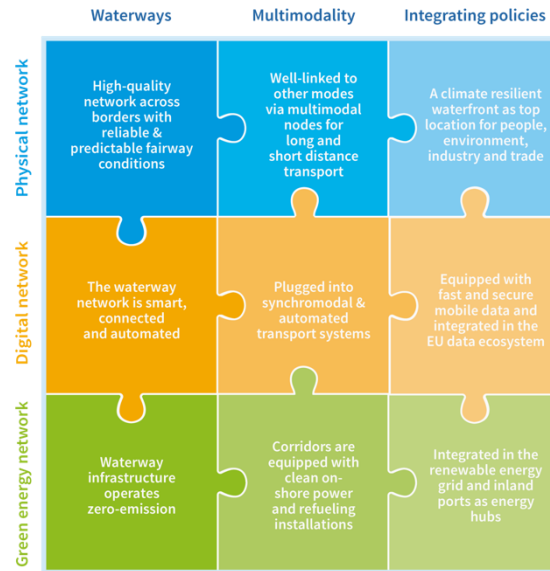 Waterways
Multimodality
Integrating policies
Physical network
High-quality
network across
borders with
reliable &
predictable fairway
conditions
Well-linked to
other modes
via multimodal
nodes for
long and
short distance
transport
A climate resilient
waterfront as top
location for people,
environment,
industry and trade
Digital network
The waterway
network is smart,
connected
and automated
Plugged into
synchromodal &
automated
transport systems
Equipped with
fast and secure
mobile data and
integrated in the
EU data ecosystem
Green energy network
Waterway
infrastructure
operates
zero-emission
Corridors are
equipped with
clean on-
shore power
and refueling
installations
Integrated in the
renewable energy
grid and inland
ports as energy
hubs